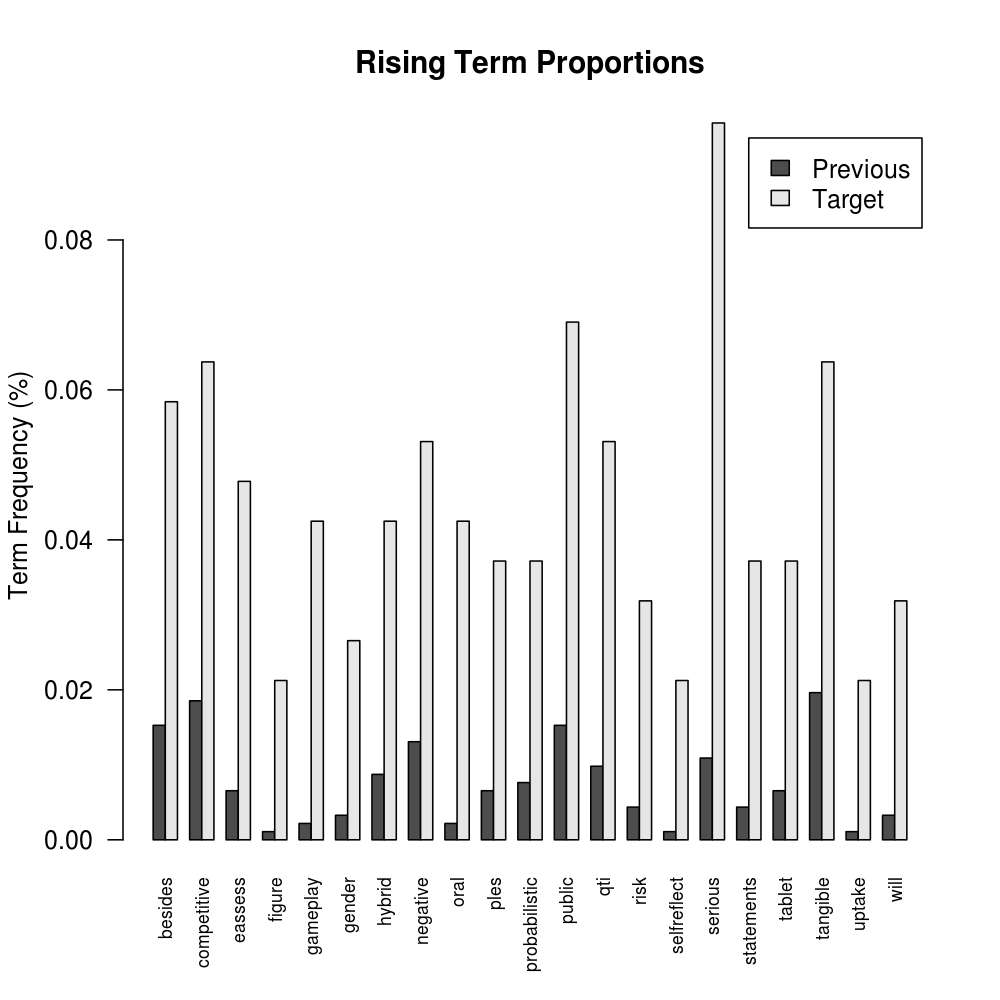 Rising Term Proportions
Previous
Target
Term Frequency (%)
0.08
0.06
0.04
0.02
0.00
besides
competitive
eassess
figure
gameplay
gender
hybrid
negative
oral
ples
probabilistic
public
qti
risk
selfreflect
serious
statements
tablet
tangible
uptake
will